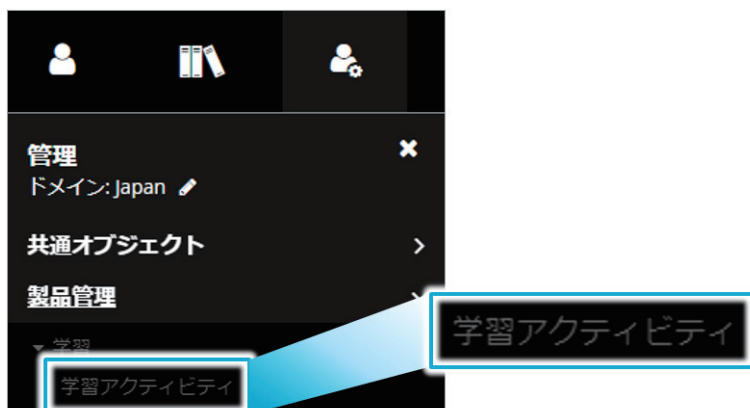 管理
ドメイン: Japan
共通オブジェクト
製品管理
学習
学習アクティビティ
学習アクティビティ